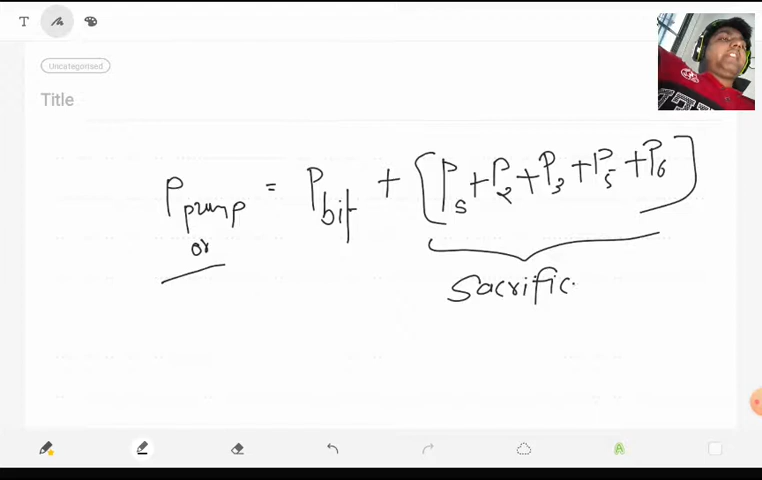 T
Uncategorised
Title
P pump = P bit + [P s + P 2 + P 3 + P 5 + P 6]
or
Sacrific
A